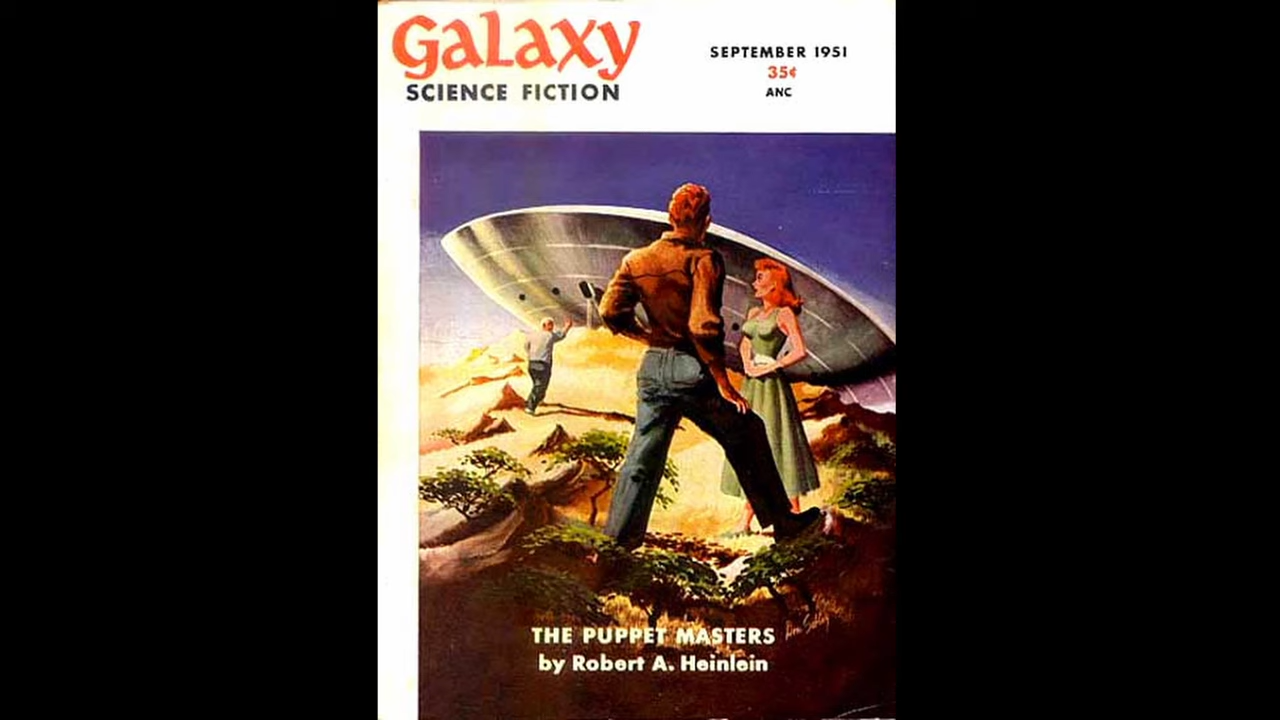 Galaxy
SCIENCE FICTION
SEPTEMBER 1951
35¢
ANC
THE PUPPET MASTERS
by Robert A. Heinlein